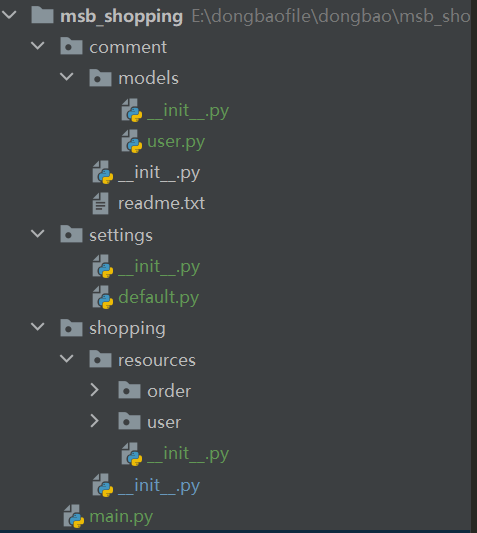 msb_shopping E:\dongbaofile\dongbao\msb_sho
comment
models
__init__.py
user.py
__init__.py
readme.txt
settings
__init__.py
default.py
shopping
resources
order
user
__init__.py
__init__.py
main.py